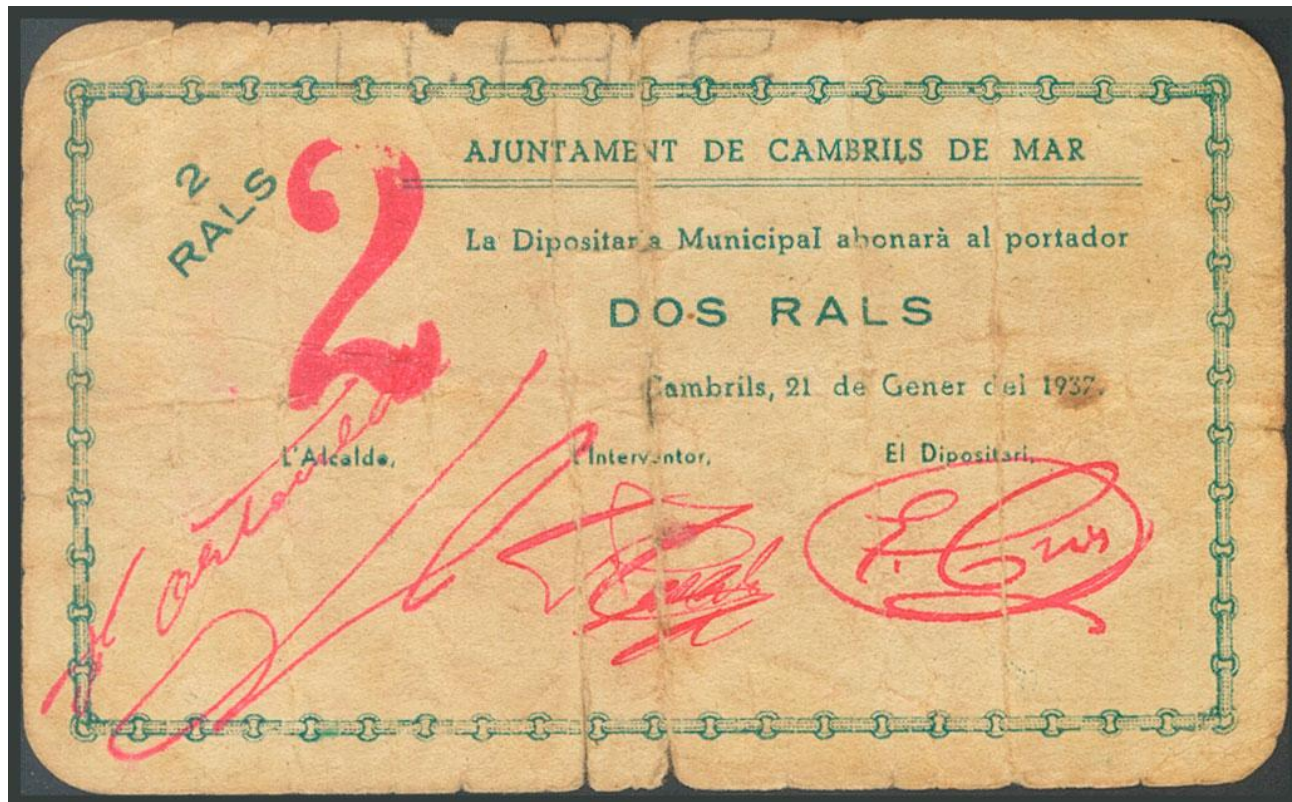 U.H.P.
2
RALS
2
AJUNTAMENT DE CAMBRILS DE MAR
La Dipositaria Municipal abonarà al portador
DOS RALS
Cambrils, 21 de Gener del 1937.
L'Alcalde, L'Interventor, El Dipositari,